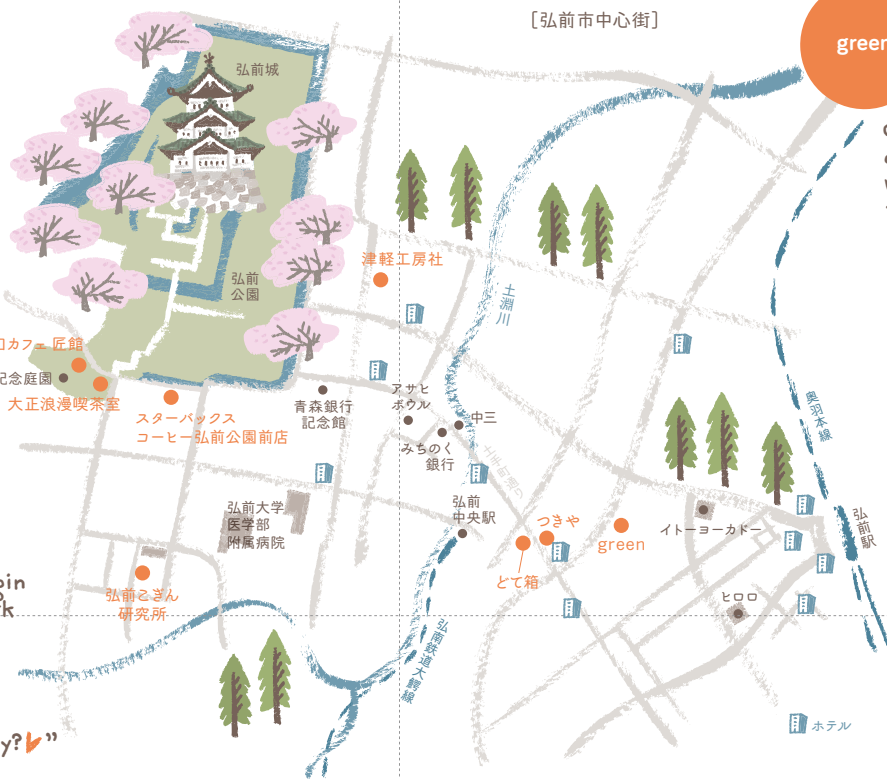 [弘前市中心街]
green
弘前城
津軽工房社
弘前
公園
土淵川
カフェ 匠館
記念庭園
大正浪漫喫茶室
スターバックス
コーヒー弘前公園前店
青森銀行
記念館
アサヒ
ボウル
中三
みちのく
銀行
土手町通り
奥羽本線
弘前大学
医学部
附属病院
弘前
中央駅
つきや
green
どて箱
イトーヨーカドー
弘前駅
ヒロロ
弘前こぎん
研究所
弘南鉄道大鰐線
ホテル
pin
k
y?”